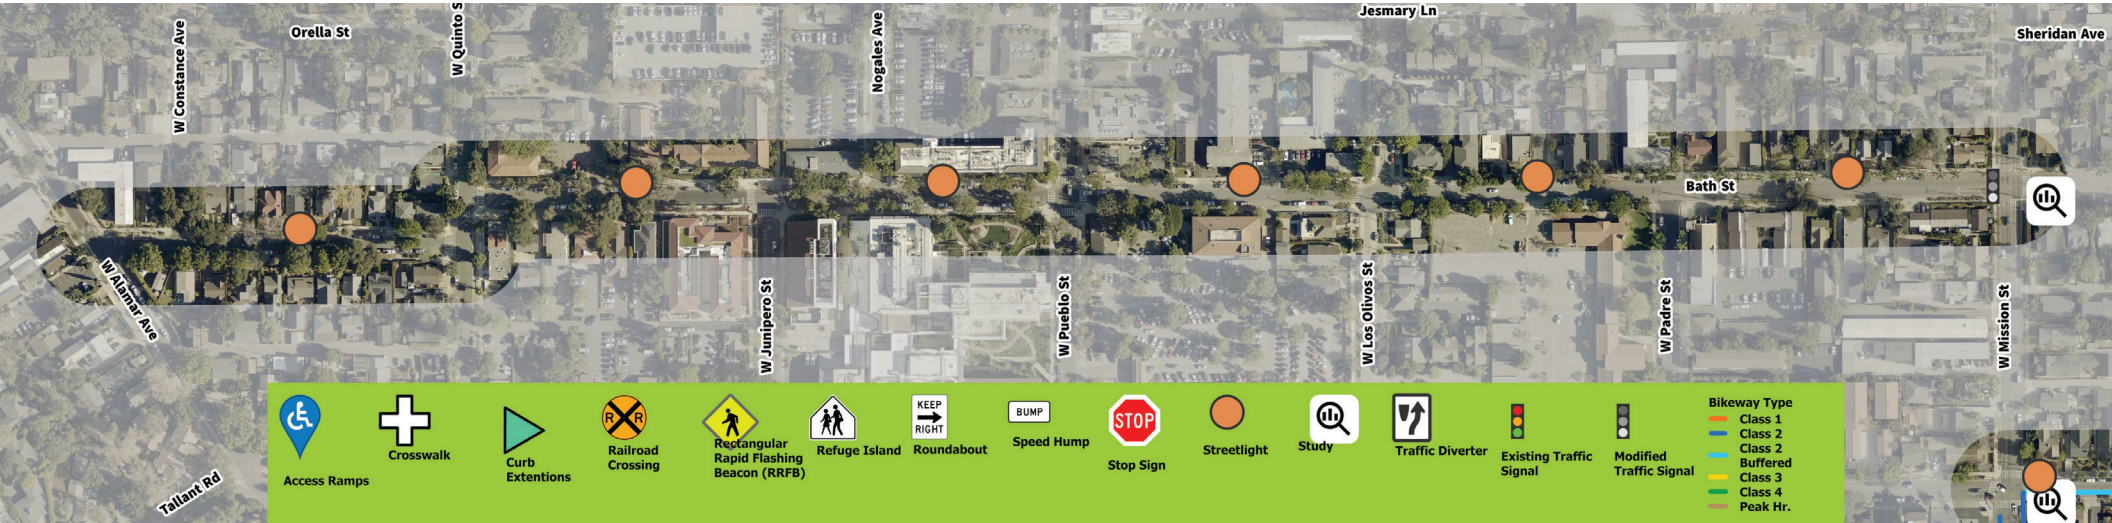 Jesmary Ln
Orella St
Sheridan Ave
W Constance Ave
W Quinto S
Nogales Ave
Bath St
W Alamar Ave
W Junipero St
W Pueblo St
W Los Olivos St
W Padre St
W Mission St
Tallant Rd
Access Ramps
Crosswalk
Curb
Extentions
R R
Railroad
Crossing
Rectangular
Rapid Flashing
Beacon (RRFB)
Refuge Island
KEEP
RIGHT
Roundabout
BUMP
Speed Hump
STOP
Stop Sign
Streetlight
Study
Traffic Diverter
Existing Traffic
Signal
Modified
Traffic Signal
Bikeway Type
Class 1
Class 2
Class 2
Buffered
Class 3
Class 4
Peak Hr.